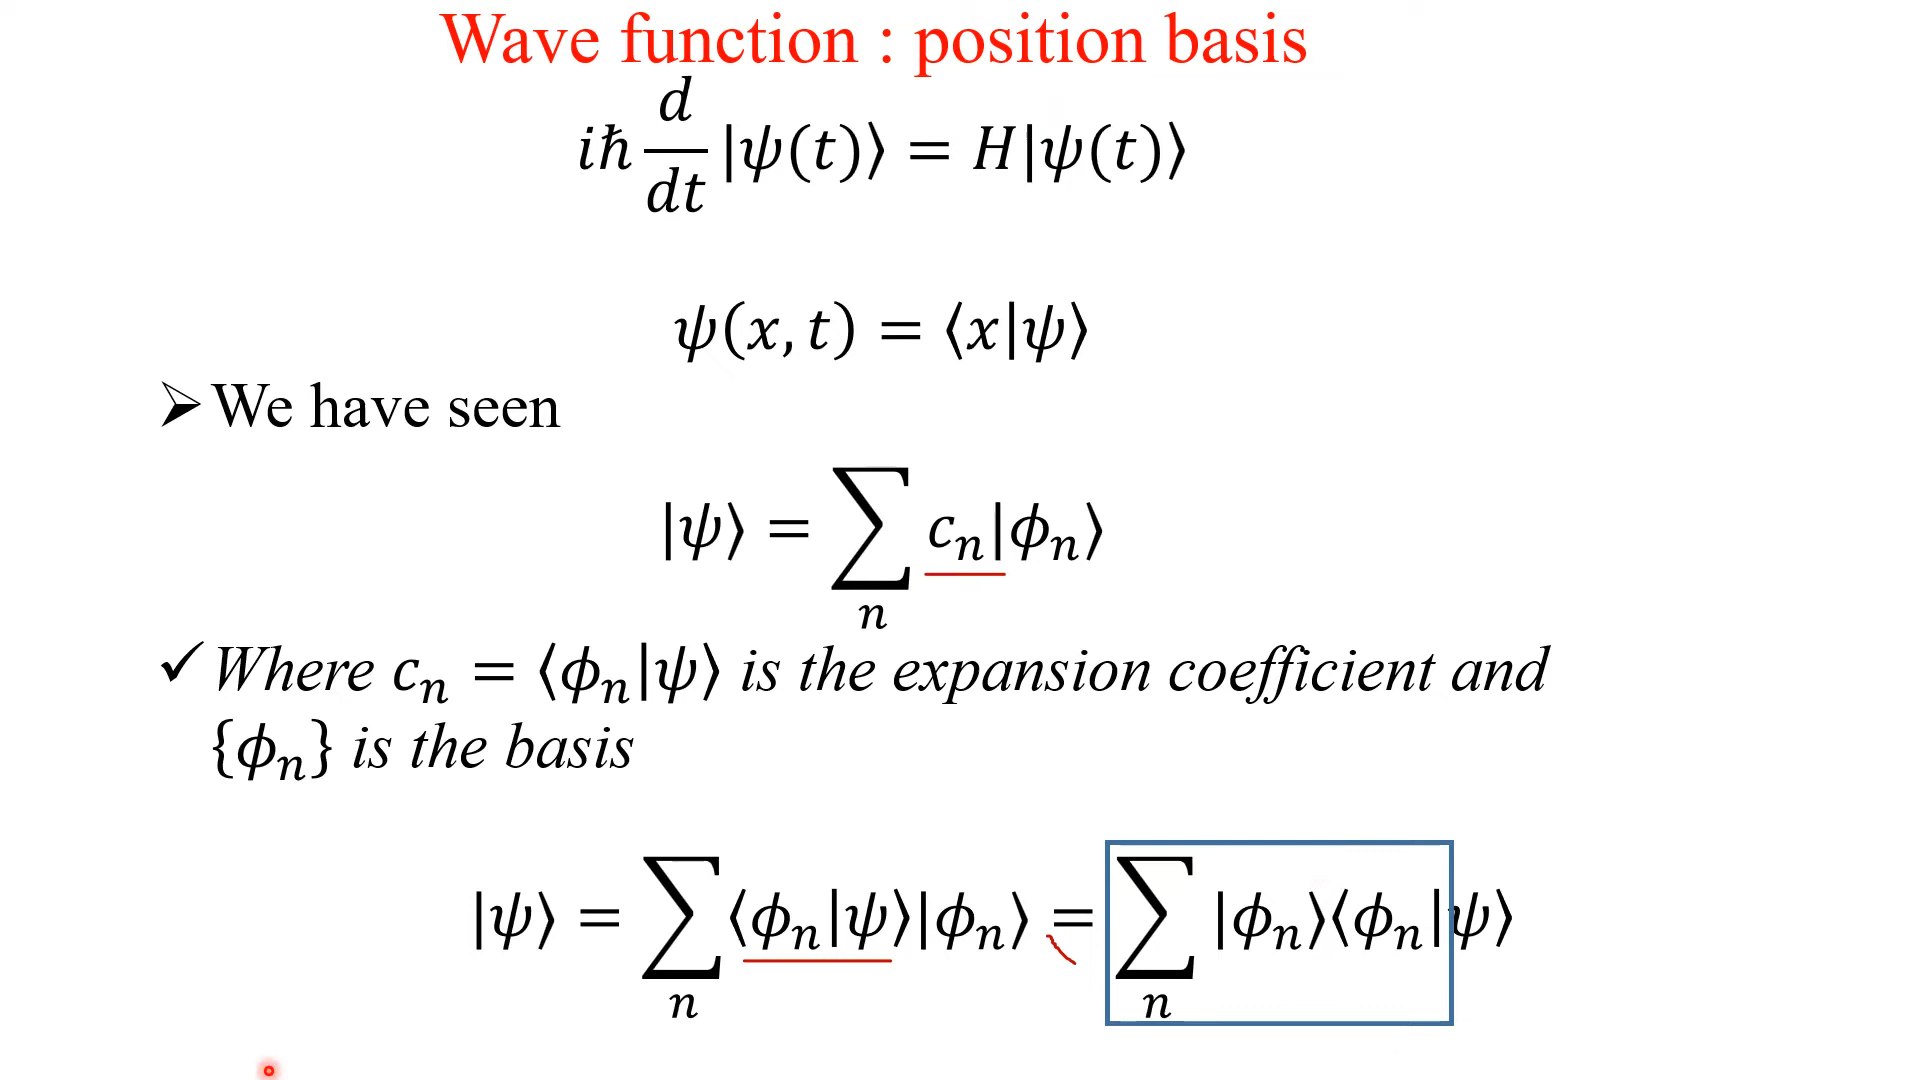 Wave function : position basis
iħ d/dt |ψ(t)⟩ = H|ψ(t)⟩
ψ(x, t) = ⟨x|ψ⟩
➢ We have seen
|ψ⟩ = ∑ₙ cₙ|ϕₙ⟩
✓ Where cₙ = ⟨ϕₙ|ψ⟩ is the expansion coefficient and
{ϕₙ} is the basis
|ψ⟩ = ∑ₙ ⟨ϕₙ|ψ⟩|ϕₙ⟩ = ∑ₙ |ϕₙ⟩⟨ϕₙ|ψ⟩